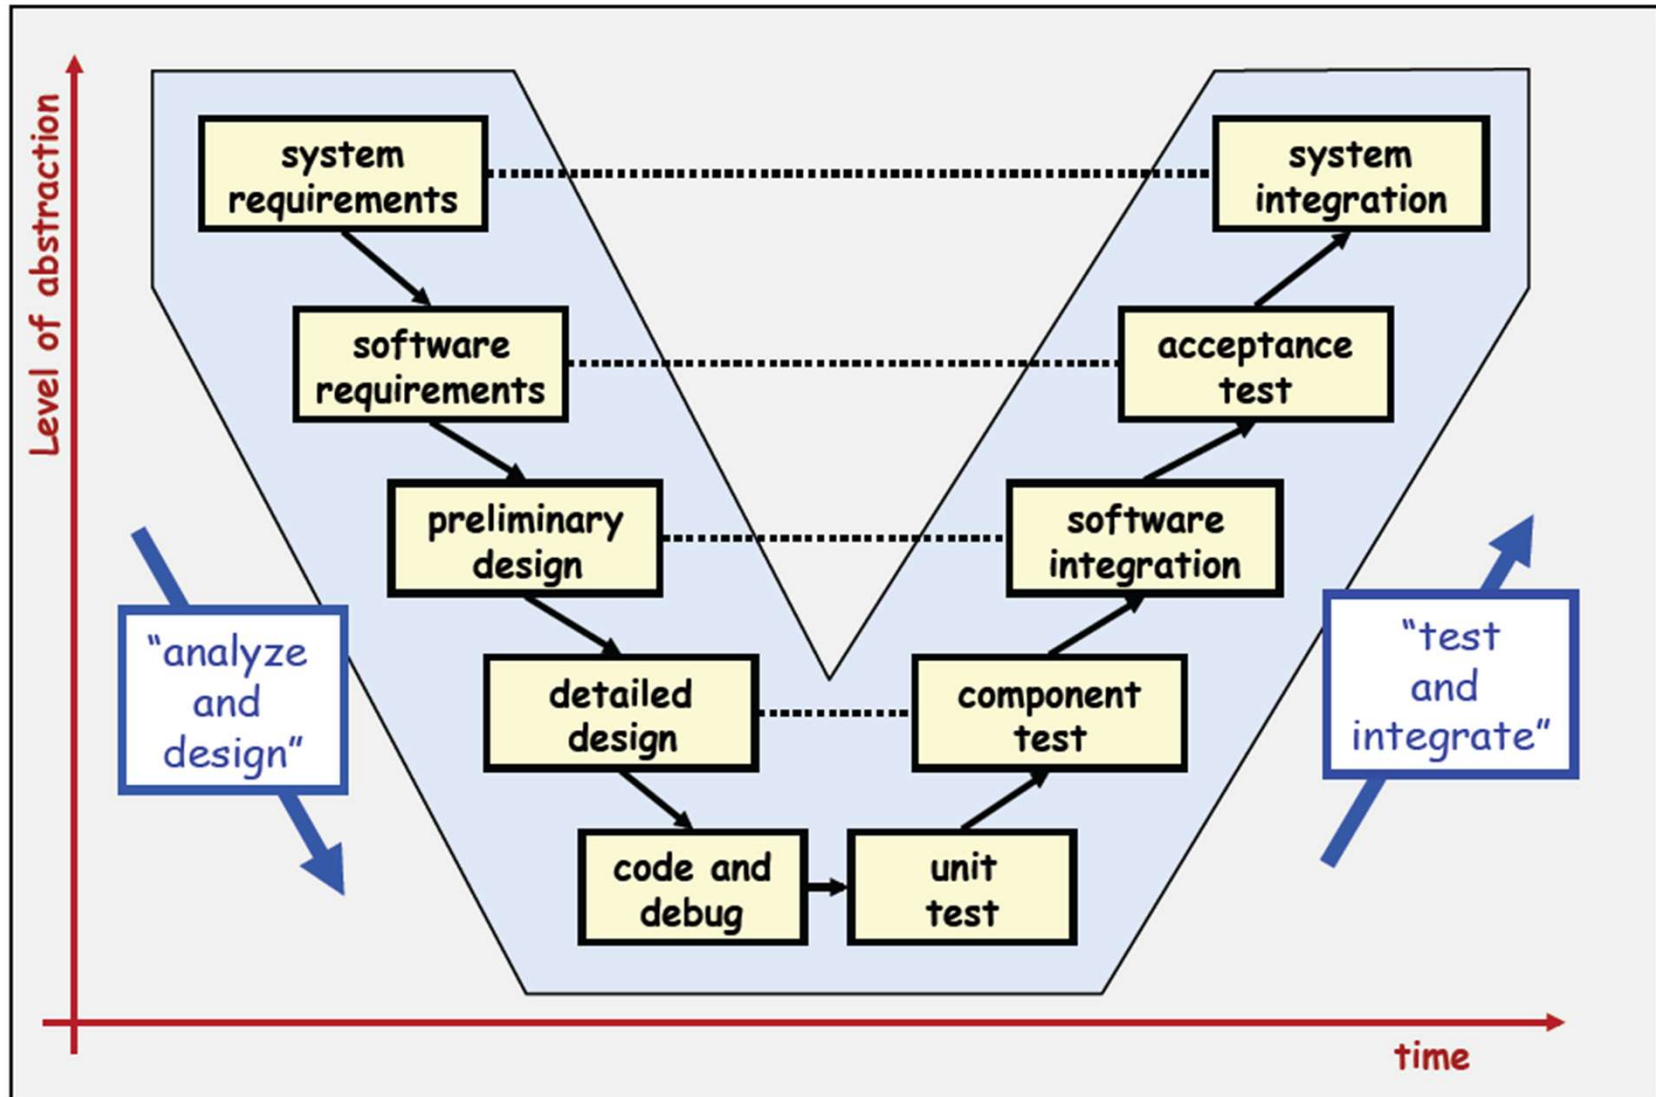 Level of abstraction
system
requirements
system
integration
software
requirements
acceptance
test
preliminary
design
software
integration
"analyze
and
design"
detailed
design
component
test
"test
and
integrate"
code and
debug
unit
test
time